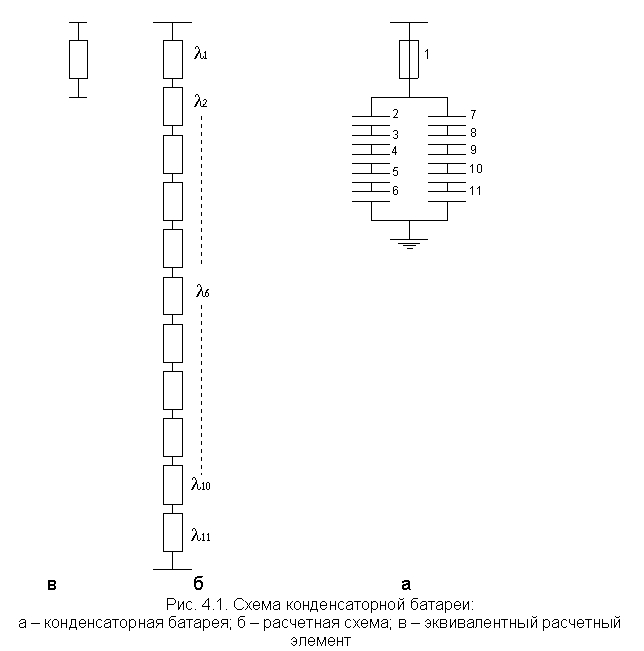 λ1
λ2
λ6
λ10
λ11
1
2 7
3 8
4 9
5 10
6 11
в б а
Рис. 4.1. Схема конденсаторной батареи:
а – конденсаторная батарея; б – расчетная схема; в – эквивалентный расчетный
элемент